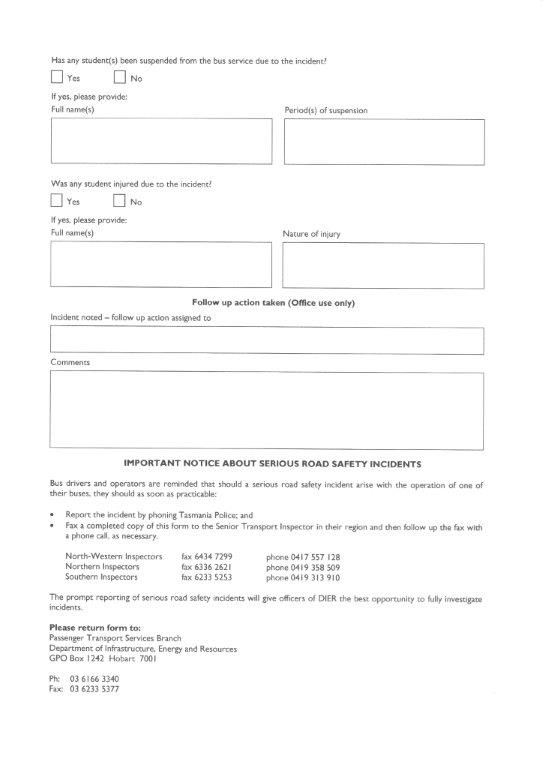 Has any student(s) been suspended from the bus service due to the incident?
Yes No
If yes, please provide:
Full name(s) Period(s) of suspension
Was any student injured due to the incident?
Yes No
If yes, please provide:
Full name(s) Nature of injury
Follow up action taken (Office use only)
Incident noted – follow up action assigned to
Comments
IMPORTANT NOTICE ABOUT SERIOUS ROAD SAFETY INCIDENTS
Bus drivers and operators are reminded that should a serious road safety incident arise with the operation of one of
their buses, they should as soon as practicable:
• Report the incident by phoning Tasmania Police; and
• Fax a completed copy of this form to the Senior Transport Inspector in their region and then follow up the fax with
a phone call, as necessary.
North-Western Inspectors fax 6434 7299 phone 0417 557 128
Northern Inspectors fax 6336 2621 phone 0419 358 509
Southern Inspectors fax 6233 5253 phone 0419 313 910
The prompt reporting of serious road safety incidents will give officers of DIER the best opportunity to fully investigate
incidents.
Please return form to:
Passenger Transport Services Branch
Department of Infrastructure, Energy and Resources
GPO Box 1242 Hobart 7001
Ph: 03 6166 3340
Fax: 03 6233 5377